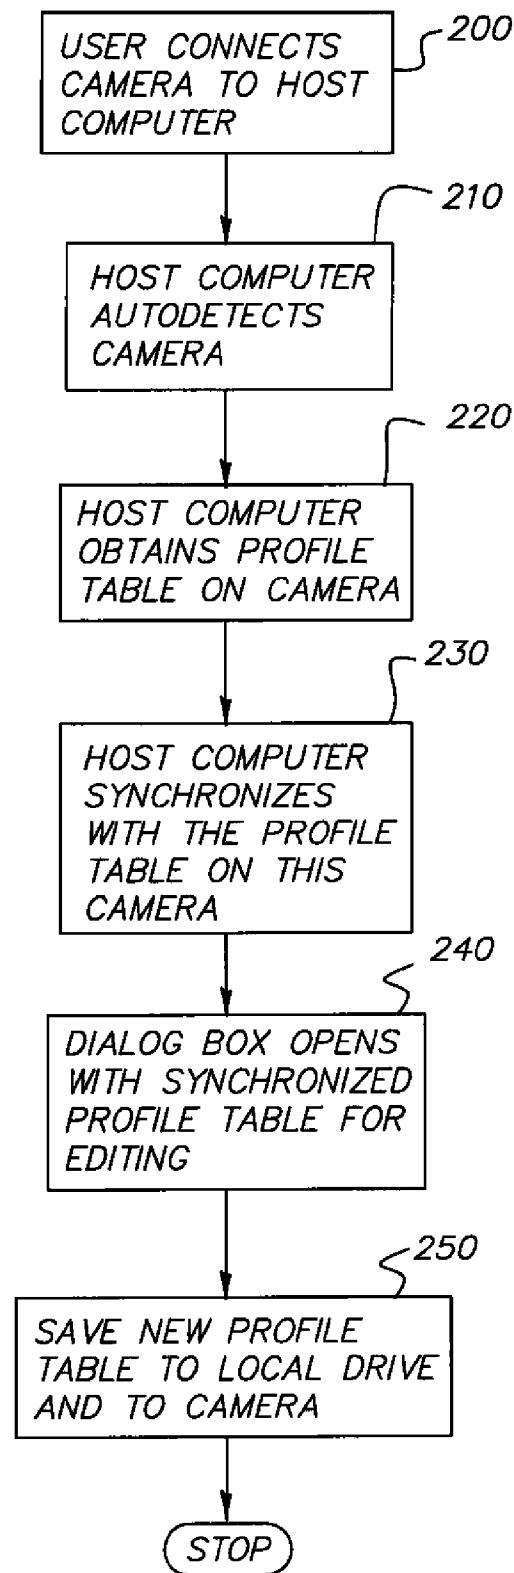 200
USER CONNECTS
CAMERA TO HOST
COMPUTER
210
HOST COMPUTER
AUTODETECTS
CAMERA
220
HOST COMPUTER
OBTAINS PROFILE
TABLE ON CAMERA
230
HOST COMPUTER
SYNCHRONIZES
WITH THE PROFILE
TABLE ON THIS
CAMERA
240
DIALOG BOX OPENS
WITH SYNCHRONIZED
PROFILE TABLE FOR
EDITING
250
SAVE NEW PROFILE
TABLE TO LOCAL DRIVE
AND TO CAMERA
STOP